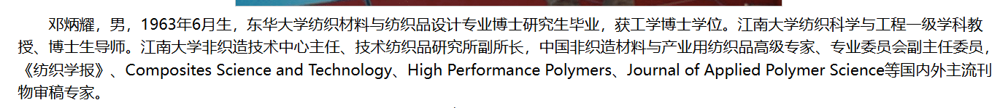 邓炳耀，男，1963年6月生，东华大学纺织材料与纺织品设计专业博士研究生毕业，获工学博士学位。江南大学纺织科学与工程一级学科教
授、博士生导师。江南大学非织造技术中心主任、技术纺织品研究所副所长，中国非织造材料与产业用纺织品高级专家、专业委员会副主任委员，
《纺织学报》、Composites Science and Technology、High Performance Polymers、Journal of Applied Polymer Science等国内外主流刊
物审稿专家。